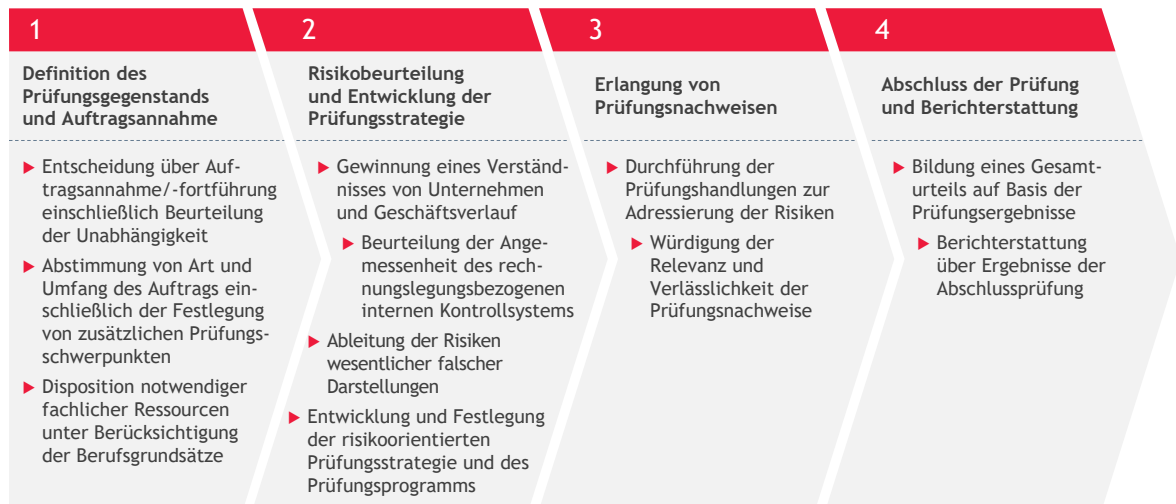 1
Definition des
Prüfungsgegenstands
und Auftragsannahme
Entscheidung über Auf-
tragsannahme/-fortführung
einschließlich Beurteilung
der Unabhängigkeit
Abstimmung von Art und
Umfang des Auftrags ein-
schließlich der Festlegung
von zusätzlichen Prüfungs-
schwerpunkten
Disposition notwendiger
fachlicher Ressourcen
unter Berücksichtigung
der Berufsgrundsätze
2
Risikobeurteilung
und Entwicklung der
Prüfungsstrategie
Gewinnung eines Verständ-
nisses von Unternehmen
und Geschäftsverlauf
Beurteilung der Ange-
messenheit des rech-
nungslegungsbezogenen
internen Kontrollsystems
Ableitung der Risiken
wesentlicher falscher
Darstellungen
Entwicklung und Festlegung
der risikoorientierten
Prüfungsstrategie und des
Prüfungsprogramms
3
Erlangung von
Prüfungsnachweisen
Durchführung der
Prüfungshandlungen zur
Adressierung der Risiken
Würdigung der
Relevanz und
Verlässlichkeit der
Prüfungsnachweise
4
Abschluss der Prüfung
und Berichterstattung
Bildung eines Gesamt-
urteils auf Basis der
Prüfungsergebnisse
Berichterstattung
über Ergebnisse der
Abschlussprüfung